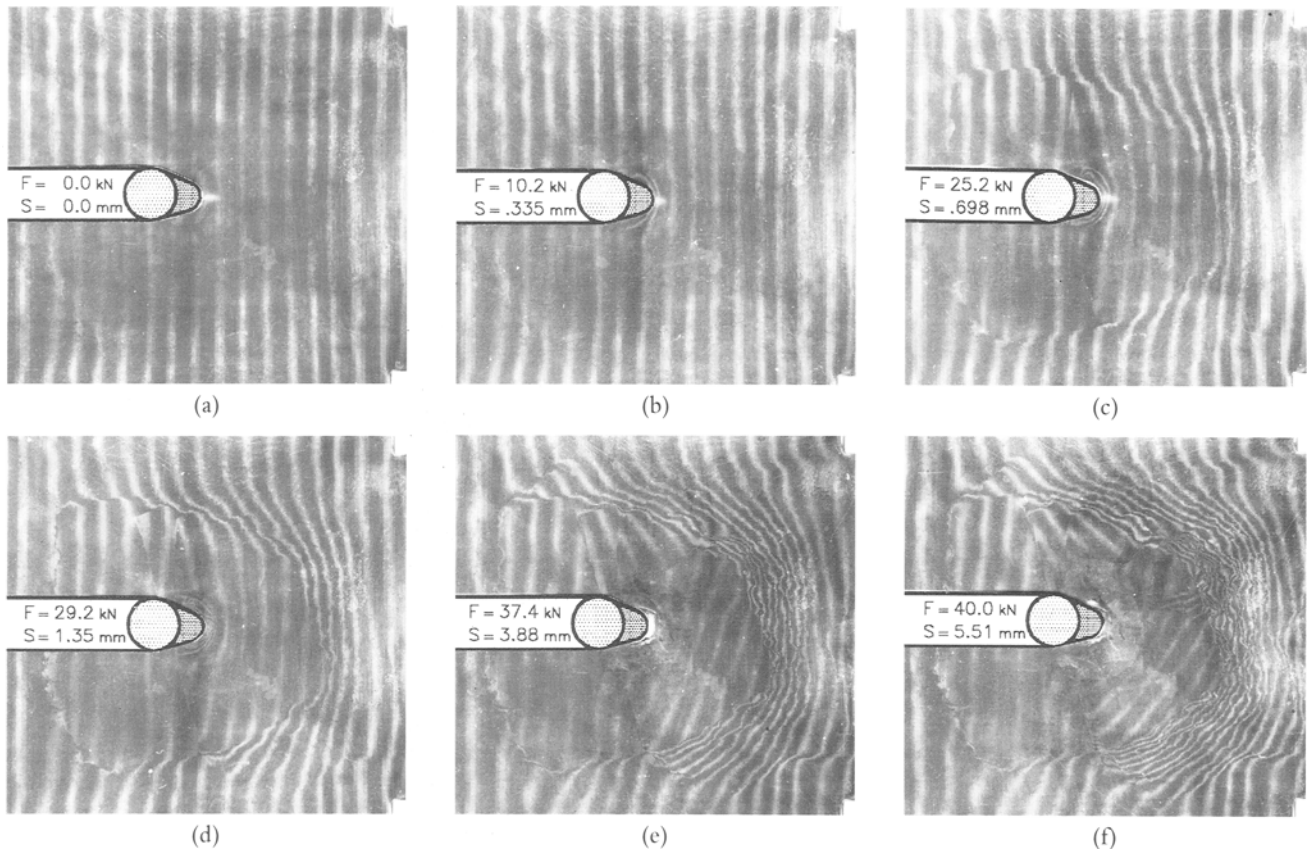 F = 0.0 kN
S = 0.0 mm
(a)
F = 10.2 kN
S = .335 mm
(b)
F = 25.2 kN
S = .698 mm
(c)
F = 29.2 kN
S = 1.35 mm
(d)
F = 37.4 kN
S = 3.88 mm
(e)
F = 40.0 kN
S = 5.51 mm
(f)